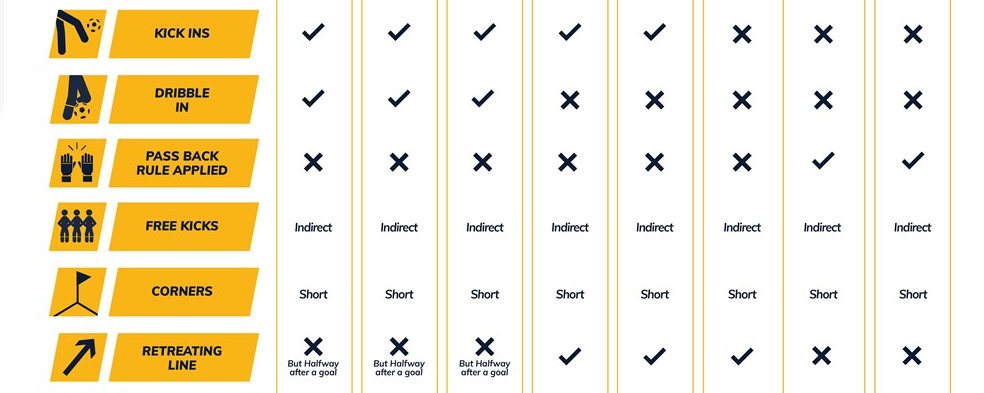 KICK INS
DRIBBLE
IN
PASS BACK
RULE APPLIED
FREE KICKS
Indirect Indirect Indirect Indirect Indirect Indirect Indirect Indirect
CORNERS
Short Short Short Short Short Short Short Short
RETREATING
LINE
But Halfway But Halfway But Halfway
after a goal after a goal after a goal